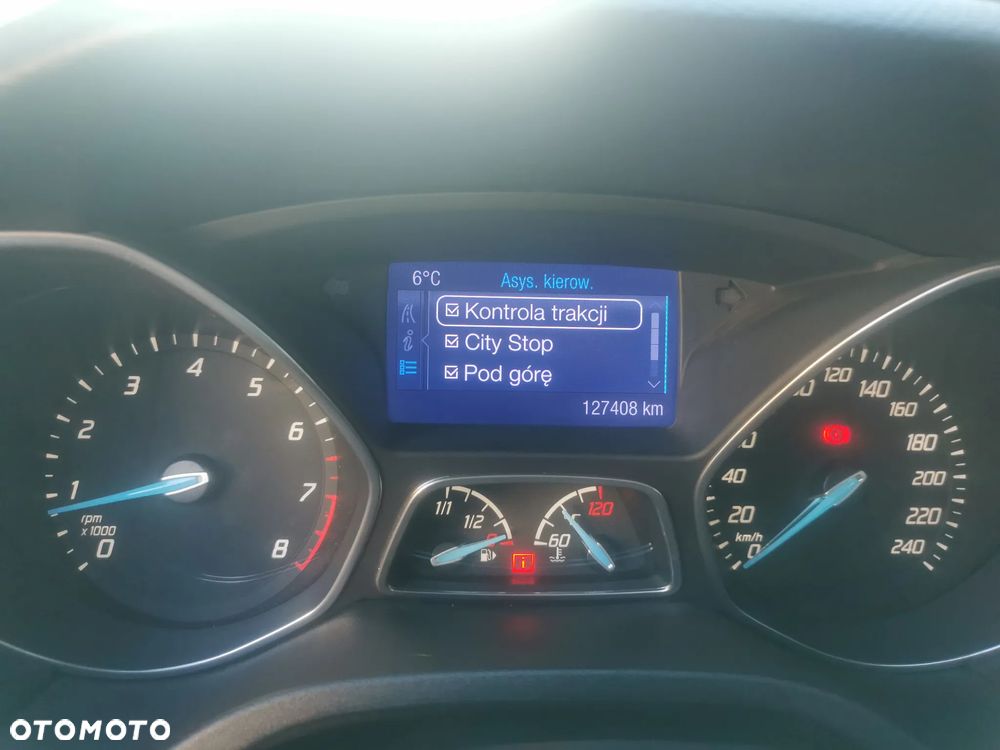 6°C Asys. kierow.
Kontrola trakcji
City Stop
Pod górę
127408 km
0
1
2
3
4
5
6
7
8
rpm
x 1000
1/1
1/2
0
60
120
km/h
0
20
40
120
140
160
180
200
220
240
OTOMOTO